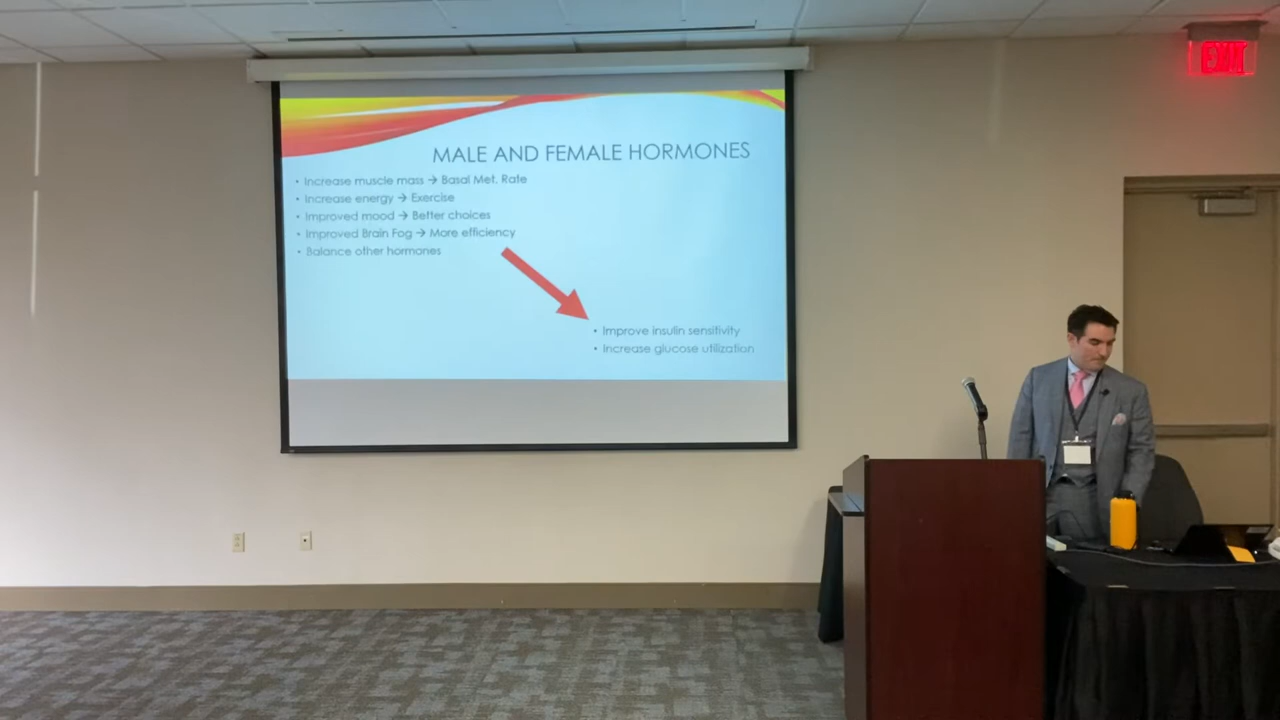 EXIT
MALE AND FEMALE HORMONES
• Increase muscle mass → Basal Met. Rate
• Increase energy → Exercise
• Improved mood → Better choices
• Improved Brain Fog → More efficiency
• Balance other hormones
• Improve insulin sensitivity
• Increase glucose utilization